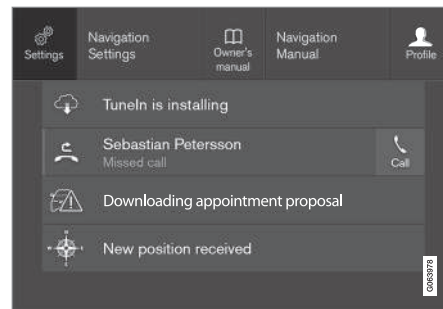 Settings
Navigation
Settings
Owner's
manual
Navigation
Manual
Profile
TuneIn is installing
Sebastian Petersson
Missed call
Call
Downloading appointment proposal
New position received
G063978